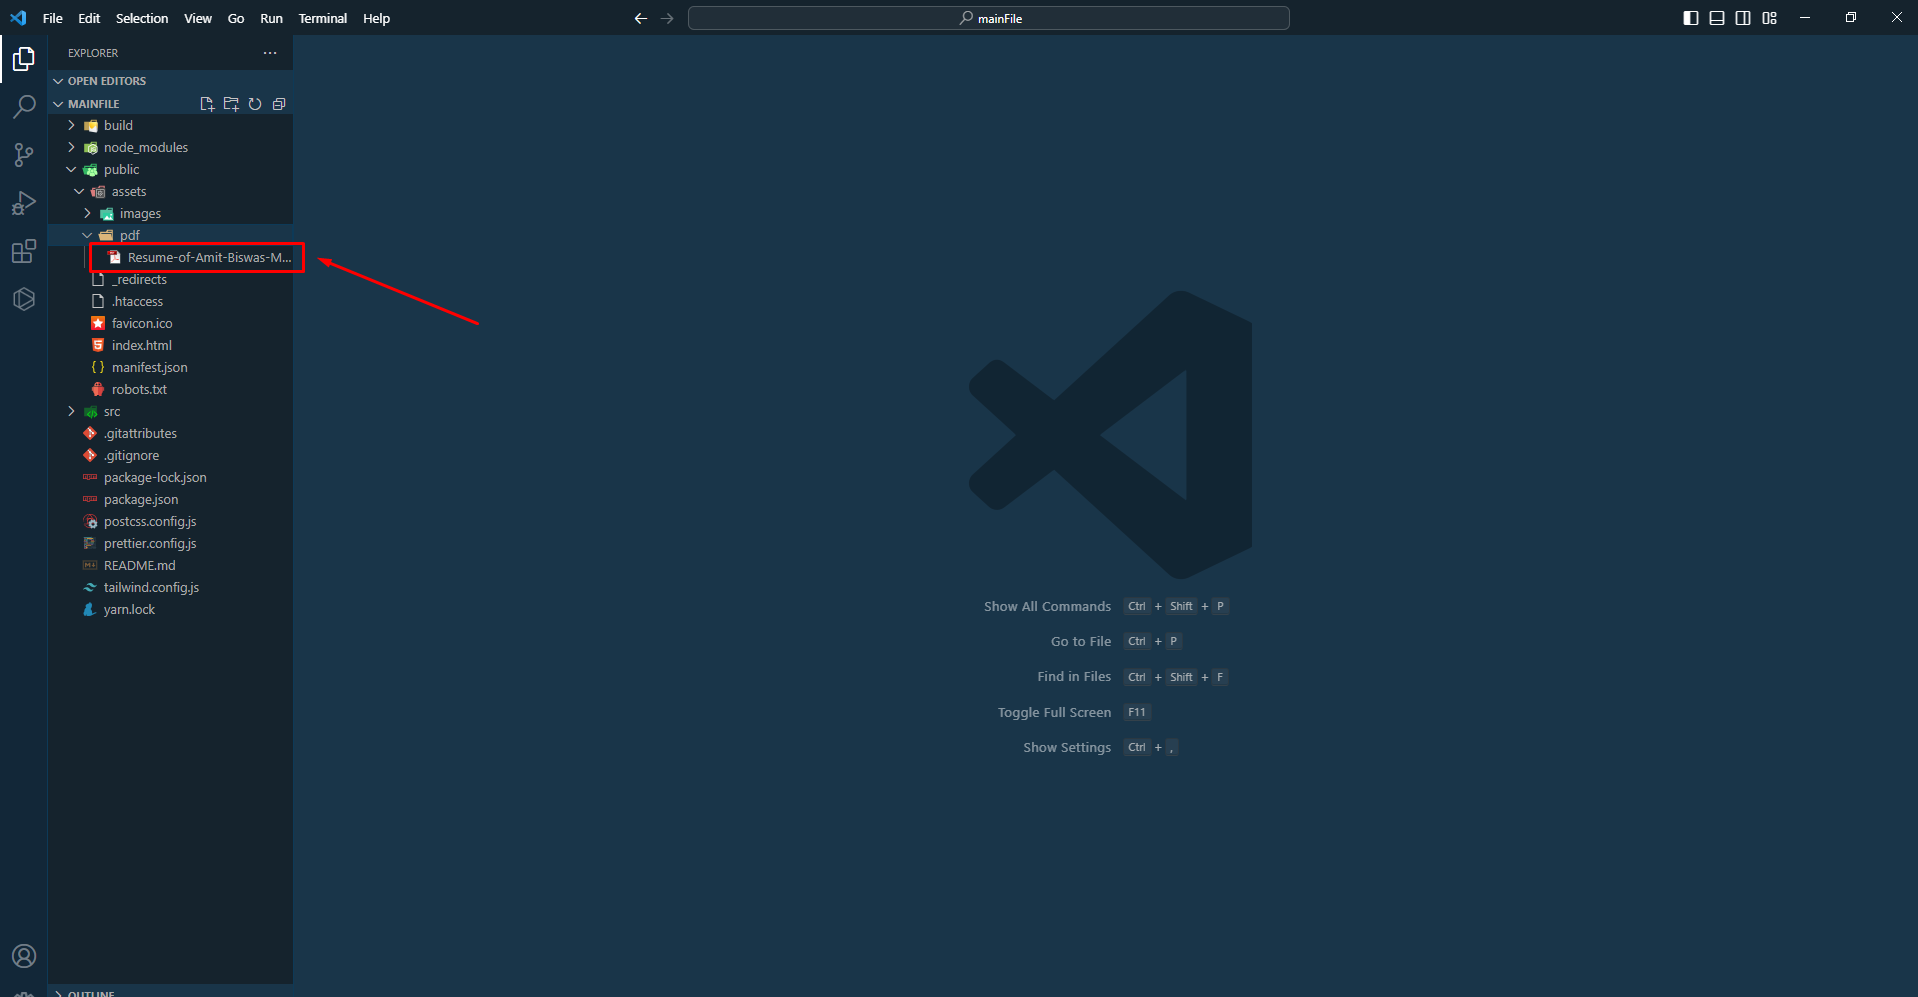 File Edit Selection View Go Run Terminal Help
mainFile
EXPLORER
OPEN EDITORS
MAINFILE
build
node_modules
public
assets
images
pdf
Resume-of-Amit-Biswas-M...
_redirects
.htaccess
favicon.ico
index.html
manifest.json
robots.txt
src
.gitattributes
.gitignore
package-lock.json
package.json
postcss.config.js
prettier.config.js
README.md
tailwind.config.js
yarn.lock
OUTLINE
Show All Commands Ctrl + Shift + P
Go to File Ctrl + P
Find in Files Ctrl + Shift + F
Toggle Full Screen F11
Show Settings Ctrl + ,